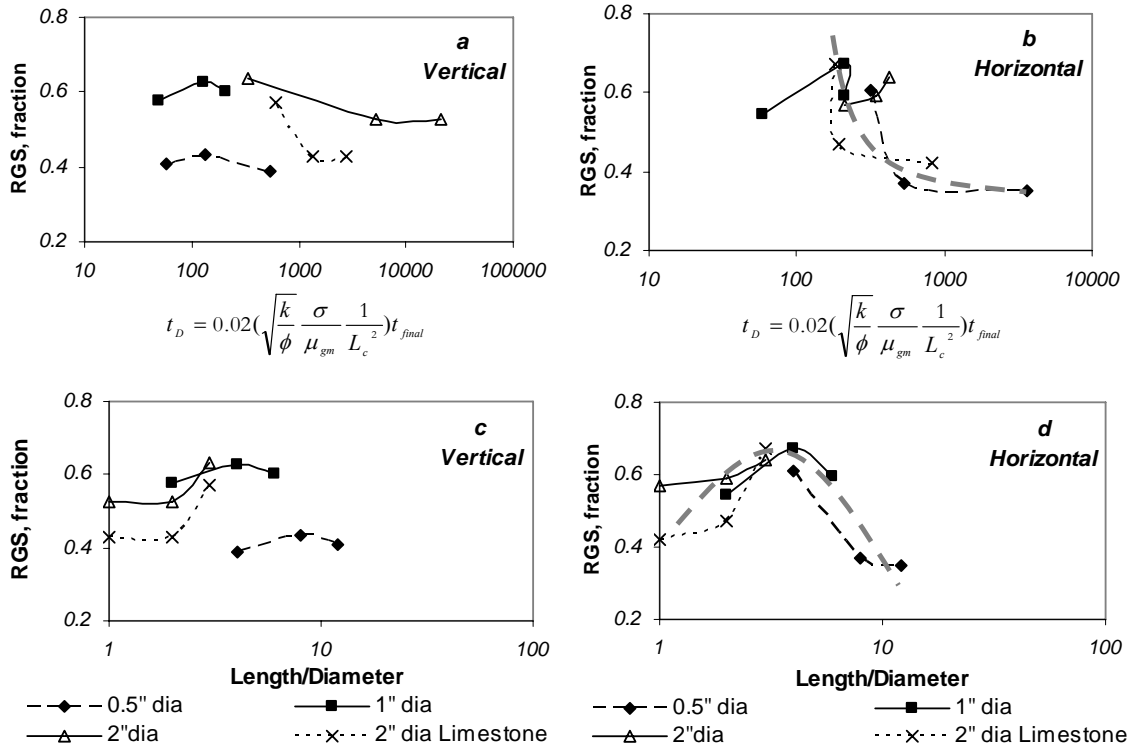 0.8
0.6
0.4
0.2
RGS, fraction
a
Vertical
10
100
1000
10000
100000
t_D = 0.02(√(k/ϕ) σ/μ_gm 1/L_c²)t_final
0.8
0.6
0.4
0.2
RGS, fraction
b
Horizontal
10
100
1000
10000
t_D = 0.02(√(k/ϕ) σ/μ_gm 1/L_c²)t_final
0.8
0.6
0.4
0.2
RGS, fraction
c
Vertical
1
10
100
Length/Diameter
0.5" dia
1" dia
2"dia
2" dia Limestone
0.8
0.6
0.4
0.2
RGS, fraction
d
Horizontal
1
10
100
Length/Diameter
0.5" dia
1" dia
2" dia
2" dia Limestone